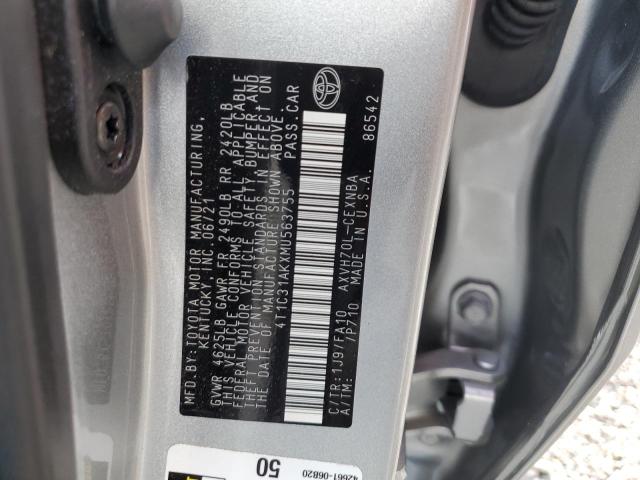 MFD. BY: TOYOTA MOTOR MANUFACTURING,
KENTUCKY, INC. 06/21
GVWR 4625LB GAWR FR 2490LB RR 2420LB
THIS VEHICLE CONFORMS TO ALL APPLICABLE
FEDERAL MOTOR VEHICLE SAFETY, BUMPER AND
THEFT PREVENTION STANDARDS IN EFFECT ON
THE DATE OF MANUFACTURE SHOWN ABOVE.
4T1C31AKXMU563755 PASS.CAR
C/TR:1J9/FA10 AXVH70L-CEXNBA
A/TM: /P710 MADE IN U.S.A.
86542
50
42661-06B20